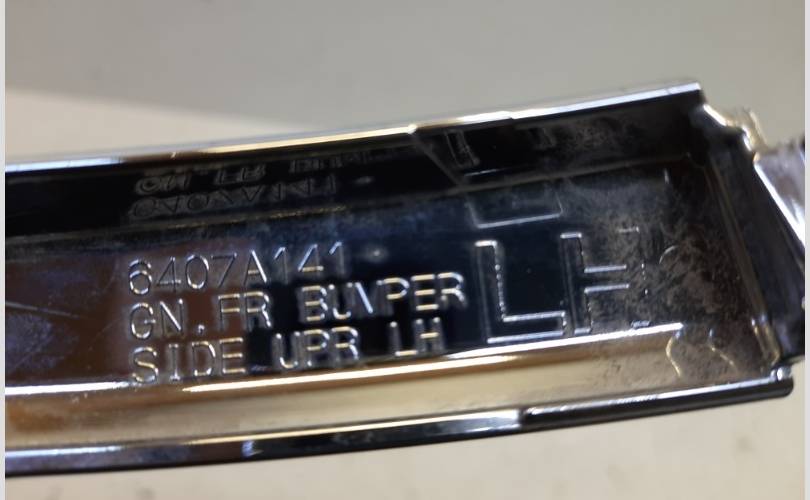 6407A141
GN.FR BUMPER
SIDE UPR LH
LH